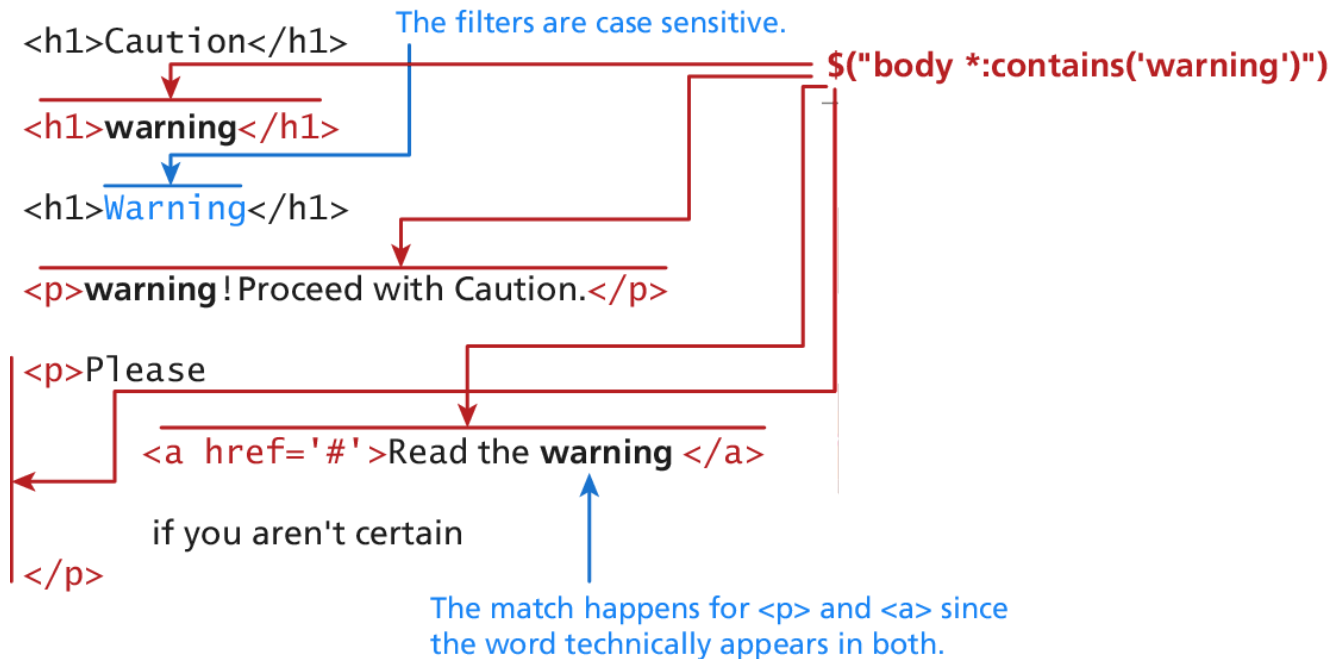 The filters are case sensitive.
<h1>Caution</h1>
$("body *:contains('warning')")
<h1>warning</h1>
<h1>Warning</h1>
<p>warning!Proceed with Caution.</p>
<p>Please
<a href='#'>Read the warning </a>
if you aren't certain
</p>
The match happens for <p> and <a> since
the word technically appears in both.